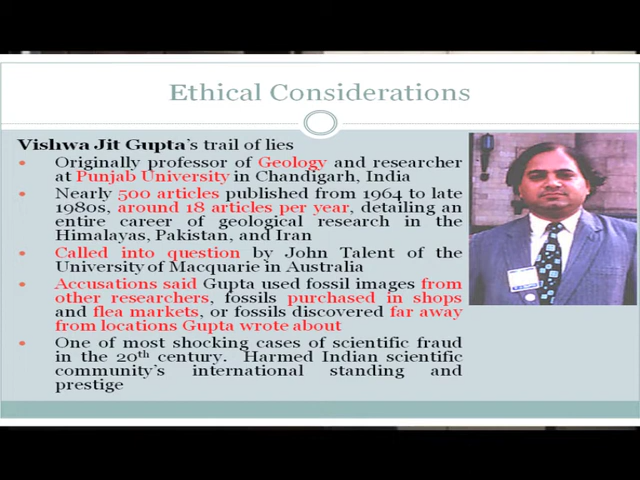 Ethical Considerations
Vishwa Jit Gupta's trail of lies
• Originally professor of Geology and researcher
at Punjab University in Chandigarh, India
• Nearly 500 articles published from 1964 to late
1980s, around 18 articles per year, detailing an
entire career of geological research in the
Himalayas, Pakistan, and Iran
• Called into question by John Talent of the
University of Macquarie in Australia
• Accusations said Gupta used fossil images from
other researchers, fossils purchased in shops
and flea markets, or fossils discovered far away
from locations Gupta wrote about
• One of most shocking cases of scientific fraud
in the 20th century. Harmed Indian scientific
community's international standing and
prestige